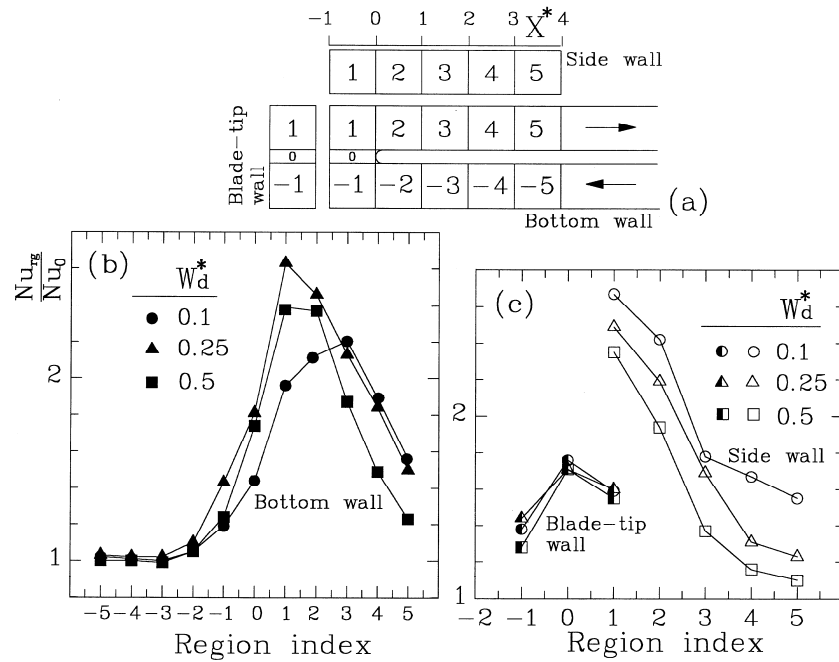 -1 0 1 2 3 X* 4
1 2 3 4 5 Side wall
1 1 2 3 4 5
0 0
-1 -1 -2 -3 -4 -5
Blade-tip wall
Bottom wall
(a)
(b)
Nu_rg/Nu_0
W_d*
0.1
0.25
0.5
2
1
Bottom wall
-5 -4 -3 -2 -1 0 1 2 3 4 5
Region index
(c)
W_d*
0.1
0.25
0.5
2
1
Side wall
Blade-tip
wall
-2 -1 0 1 2 3 4 5
Region index